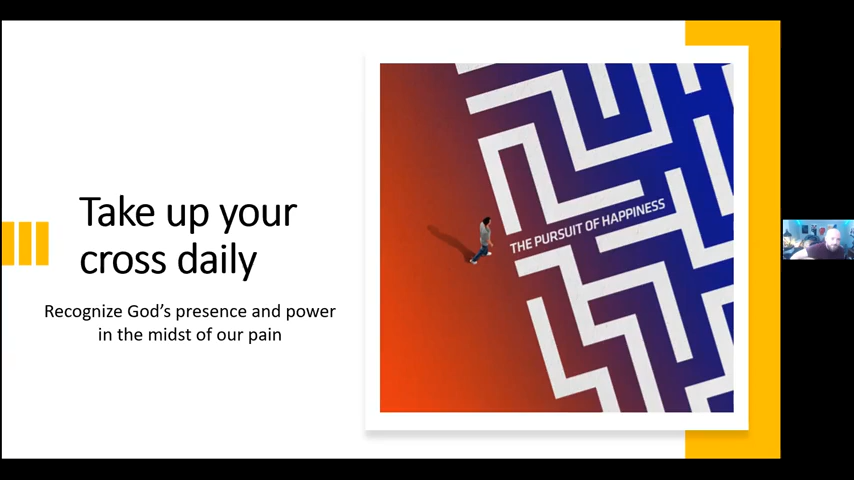 Take up your
cross daily
Recognize God's presence and power
in the midst of our pain
THE PURSUIT OF HAPPINESS